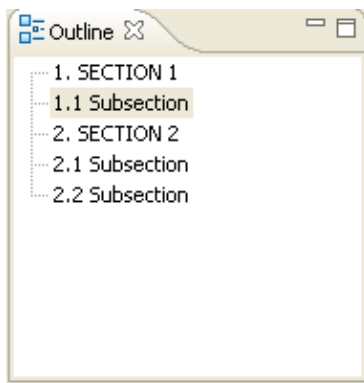 Outline
1. SECTION 1
1.1 Subsection
2. SECTION 2
2.1 Subsection
2.2 Subsection